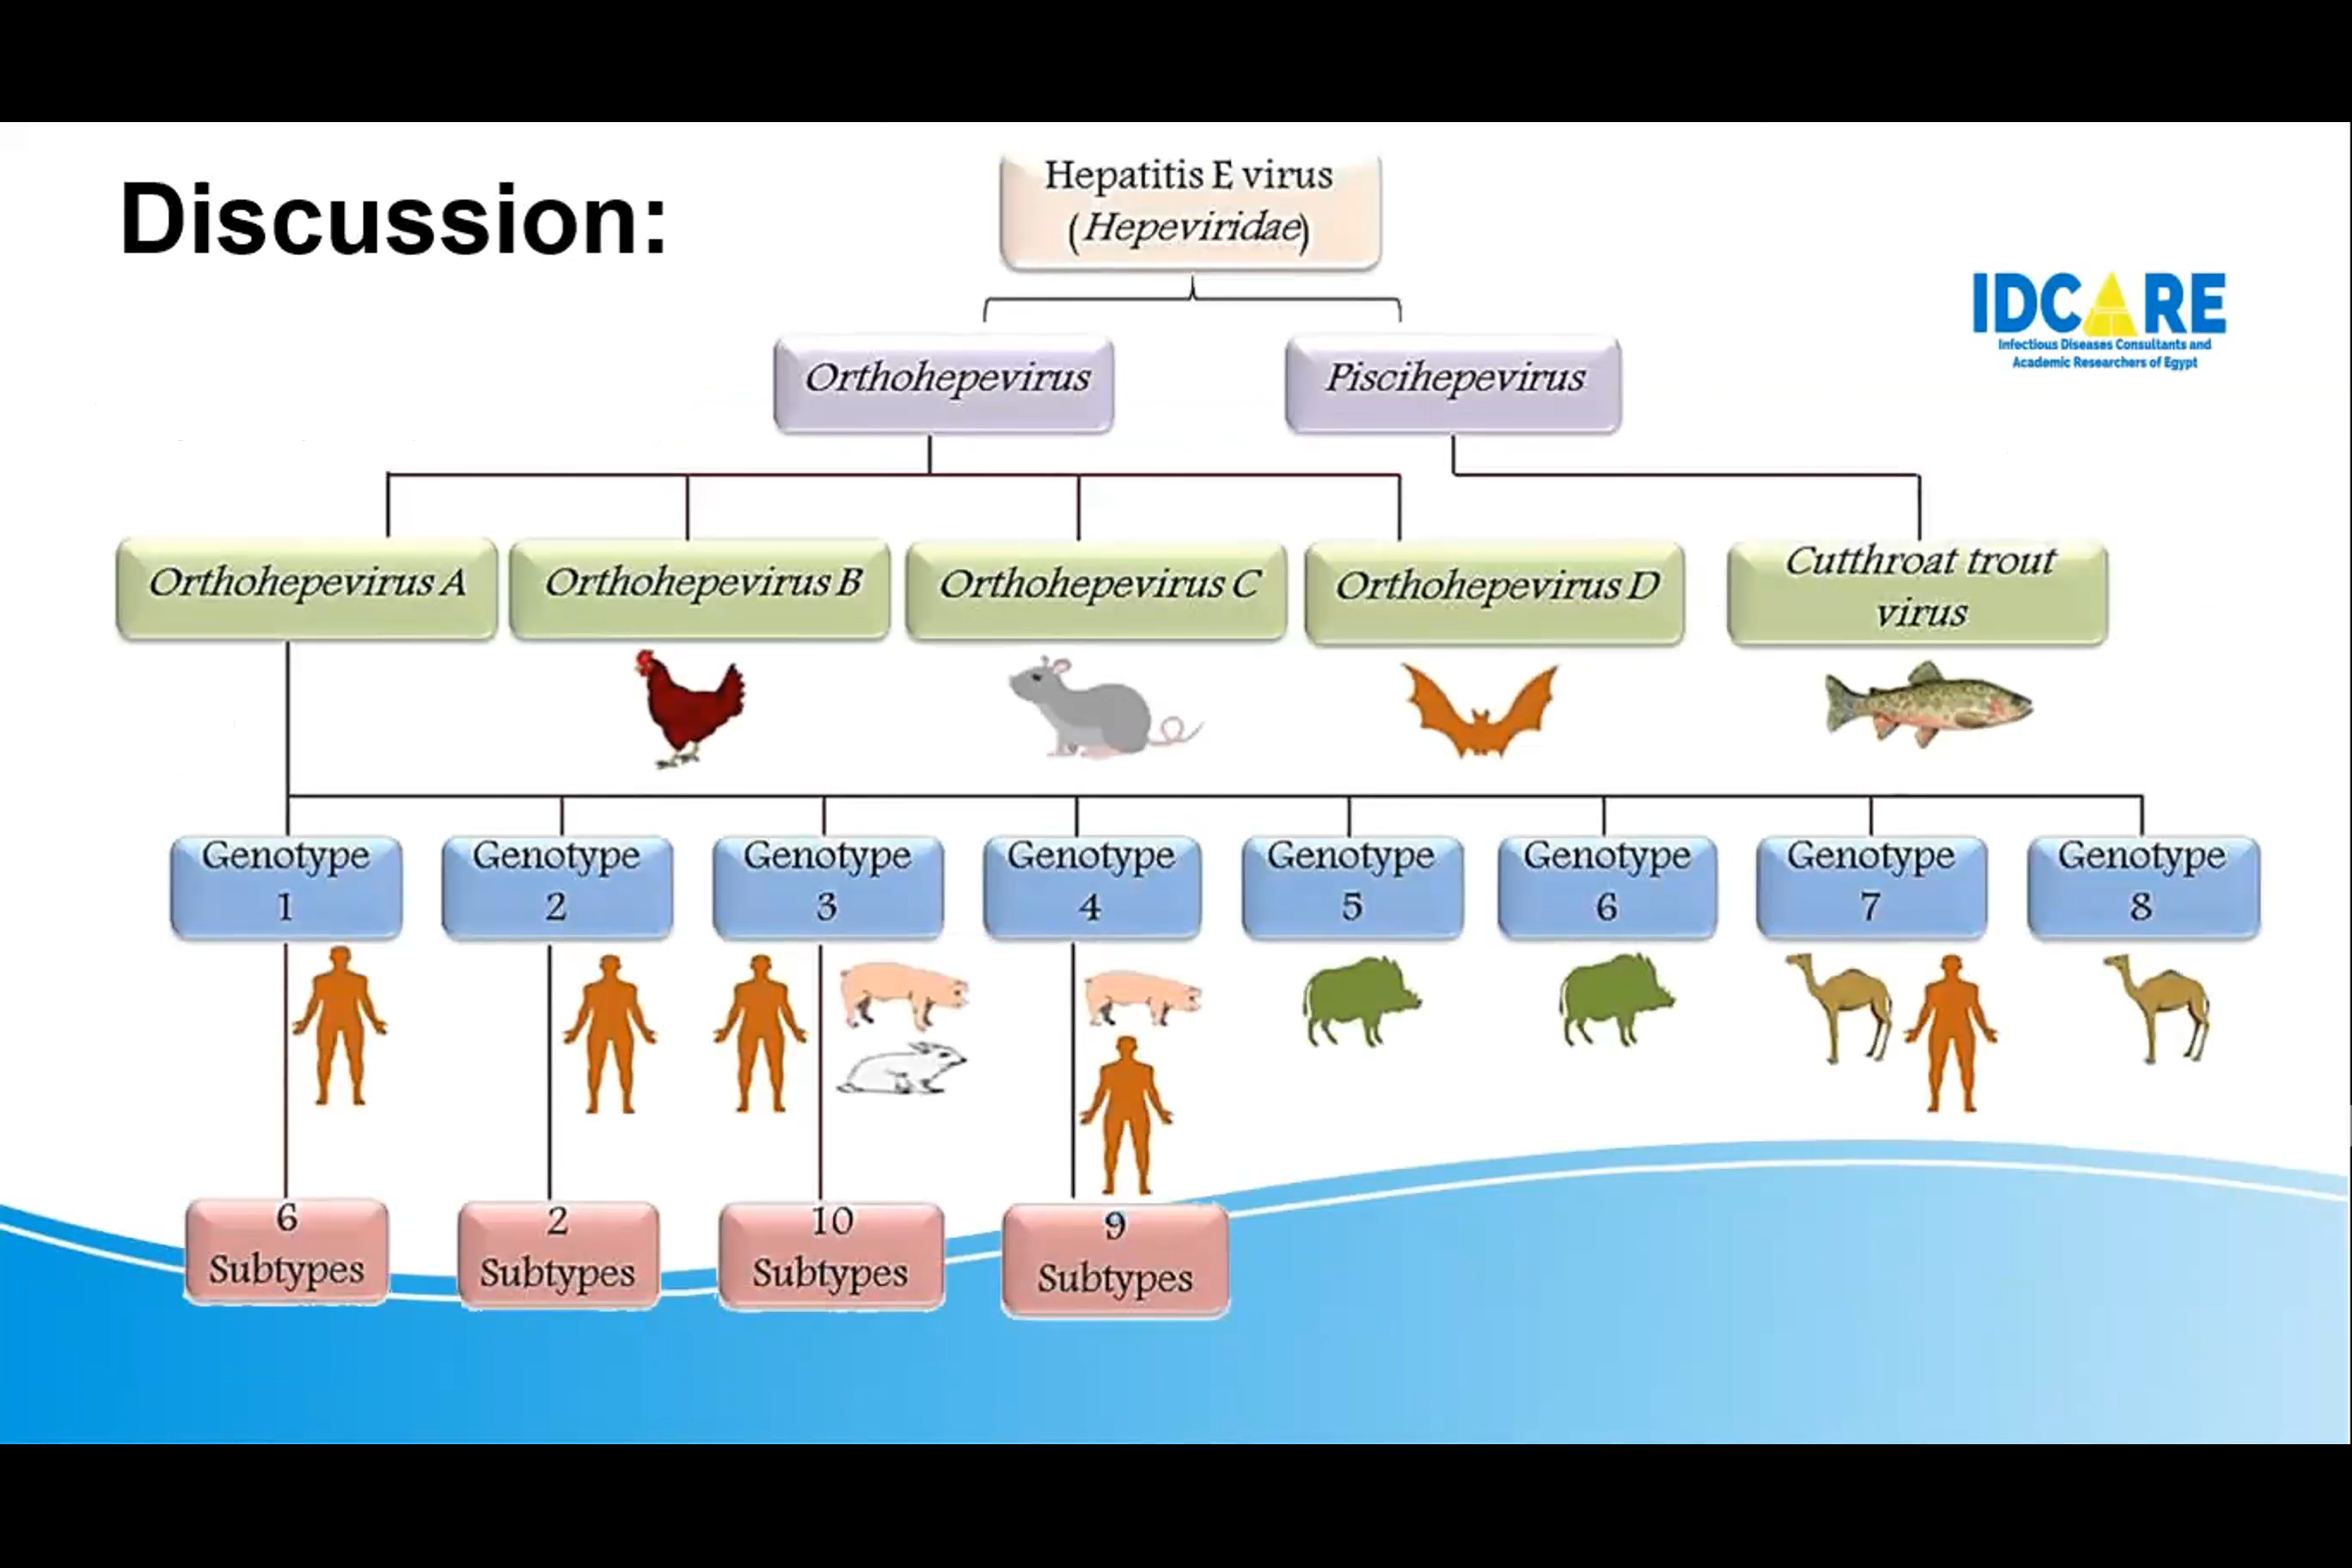 Discussion:
Hepatitis E virus
(Hepeviridae)
IDCARE
Infectious Diseases Consultants and
Academic Researchers of Egypt
Orthohepevirus
Piscihepevirus
Orthohepevirus A
Orthohepevirus B
Orthohepevirus C
Orthohepevirus D
Cutthroat trout
virus
Genotype
1
Genotype
2
Genotype
3
Genotype
4
Genotype
5
Genotype
6
Genotype
7
Genotype
8
6
Subtypes
2
Subtypes
10
Subtypes
9
Subtypes